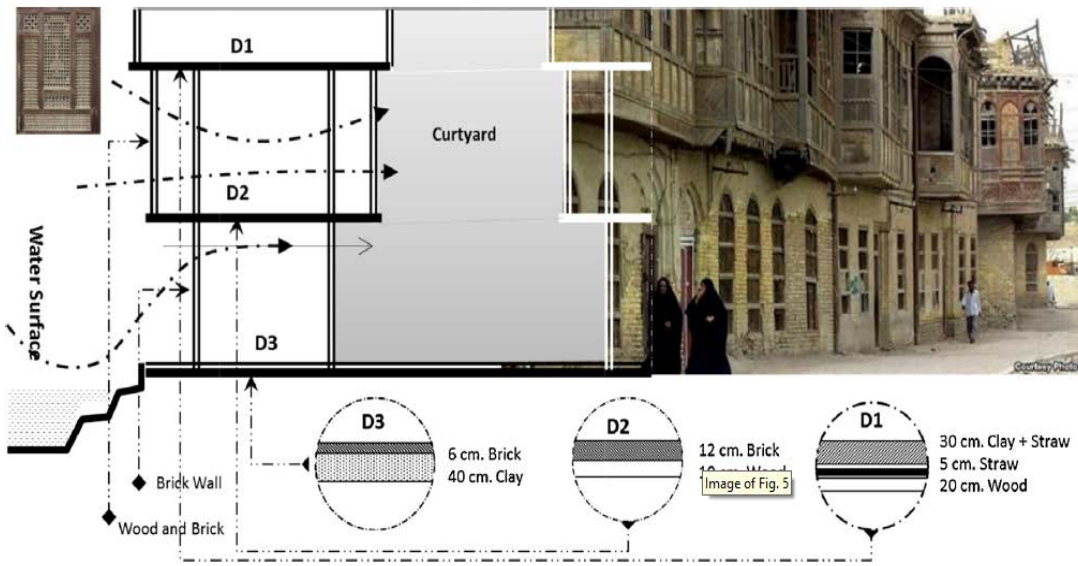 D1
Curtyard
D2
Water Surface
D3
Courtesy Photo
D3
6 cm. Brick
40 cm. Clay
D2
12 cm. Brick
Image of Fig. 5
D1
30 cm. Clay + Straw
5 cm. Straw
20 cm. Wood
Brick Wall
Wood and Brick